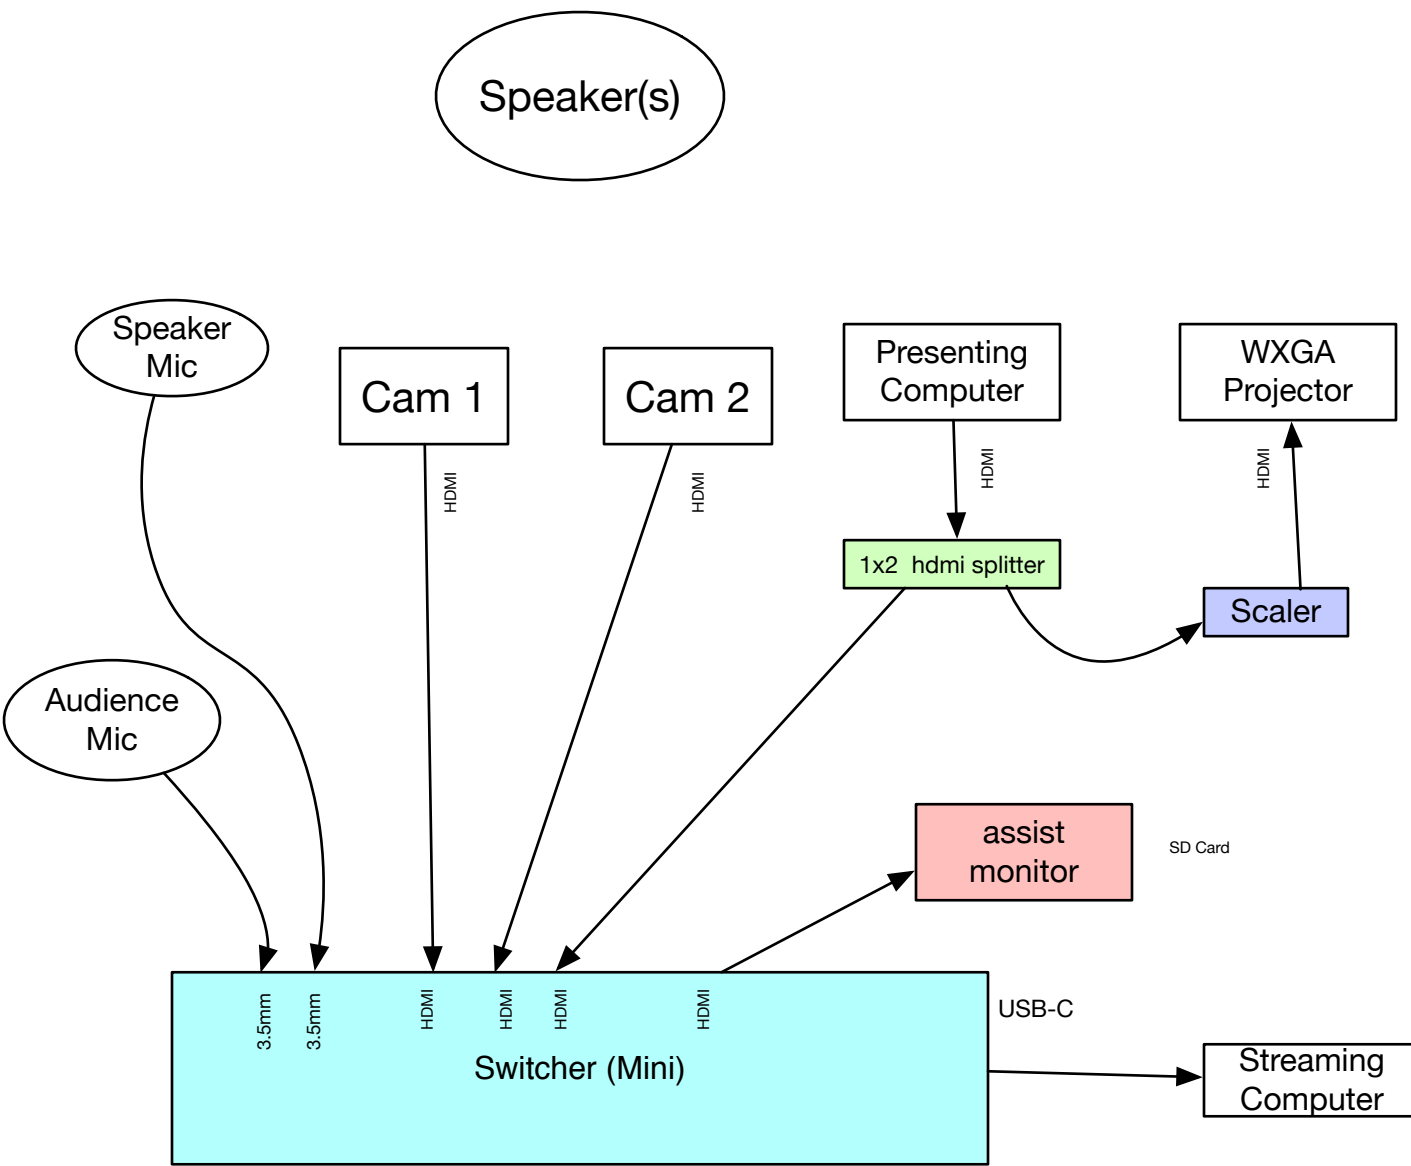 Speaker(s)
Speaker
Mic
Cam 1
Cam 2
Presenting
Computer
WXGA
Projector
HDMI
HDMI
HDMI
HDMI
1x2  hdmi splitter
Scaler
Audience
Mic
assist
monitor
SD Card
3.5mm
3.5mm
HDMI
HDMI
HDMI
HDMI
USB-C
Switcher (Mini)
Streaming
Computer